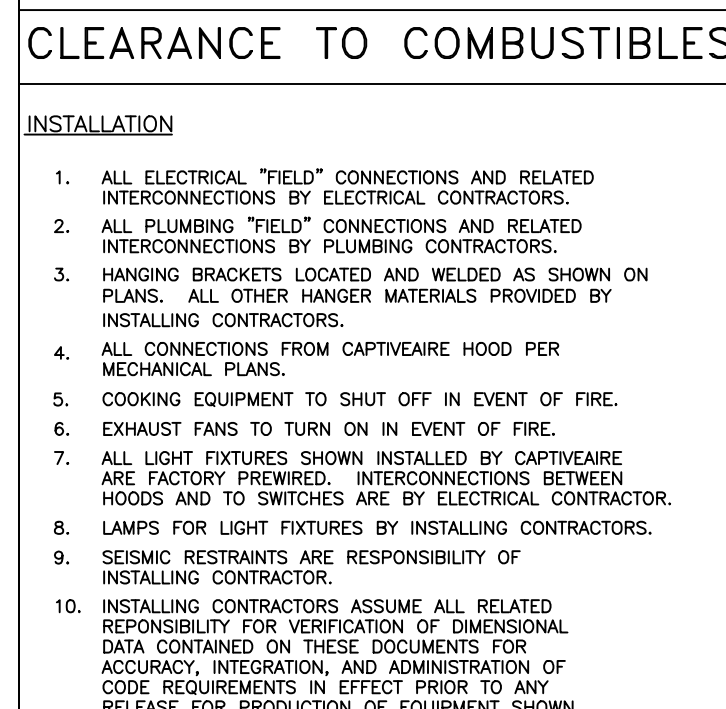 CLEARANCE TO COMBUSTIBLES
INSTALLATION
1. ALL ELECTRICAL "FIELD" CONNECTIONS AND RELATED
INTERCONNECTIONS BY ELECTRICAL CONTRACTORS.
2. ALL PLUMBING "FIELD" CONNECTIONS AND RELATED
INTERCONNECTIONS BY PLUMBING CONTRACTORS.
3. HANGING BRACKETS LOCATED AND WELDED AS SHOWN ON
PLANS. ALL OTHER HANGER MATERIALS PROVIDED BY
INSTALLING CONTRACTORS.
4. ALL CONNECTIONS FROM CAPTIVEAIRE HOOD PER
MECHANICAL PLANS.
5. COOKING EQUIPMENT TO SHUT OFF IN EVENT OF FIRE.
6. EXHAUST FANS TO TURN ON IN EVENT OF FIRE.
7. ALL LIGHT FIXTURES SHOWN INSTALLED BY CAPTIVEAIRE
ARE FACTORY PREWIRED. INTERCONNECTIONS BETWEEN
HOODS AND TO SWITCHES ARE BY ELECTRICAL CONTRACTOR.
8. LAMPS FOR LIGHT FIXTURES BY INSTALLING CONTRACTORS.
9. SEISMIC RESTRAINTS ARE RESPONSIBILITY OF
INSTALLING CONTRACTOR.
10. INSTALLING CONTRACTORS ASSUME ALL RELATED
REPONSIBILITY FOR VERIFICATION OF DIMENSIONAL
DATA CONTAINED ON THESE DOCUMENTS FOR
ACCURACY, INTEGRATION, AND ADMINISTRATION OF
CODE REQUIREMENTS IN EFFECT PRIOR TO ANY
RELEASE FOR PRODUCTION OF EQUIPMENT SHOWN